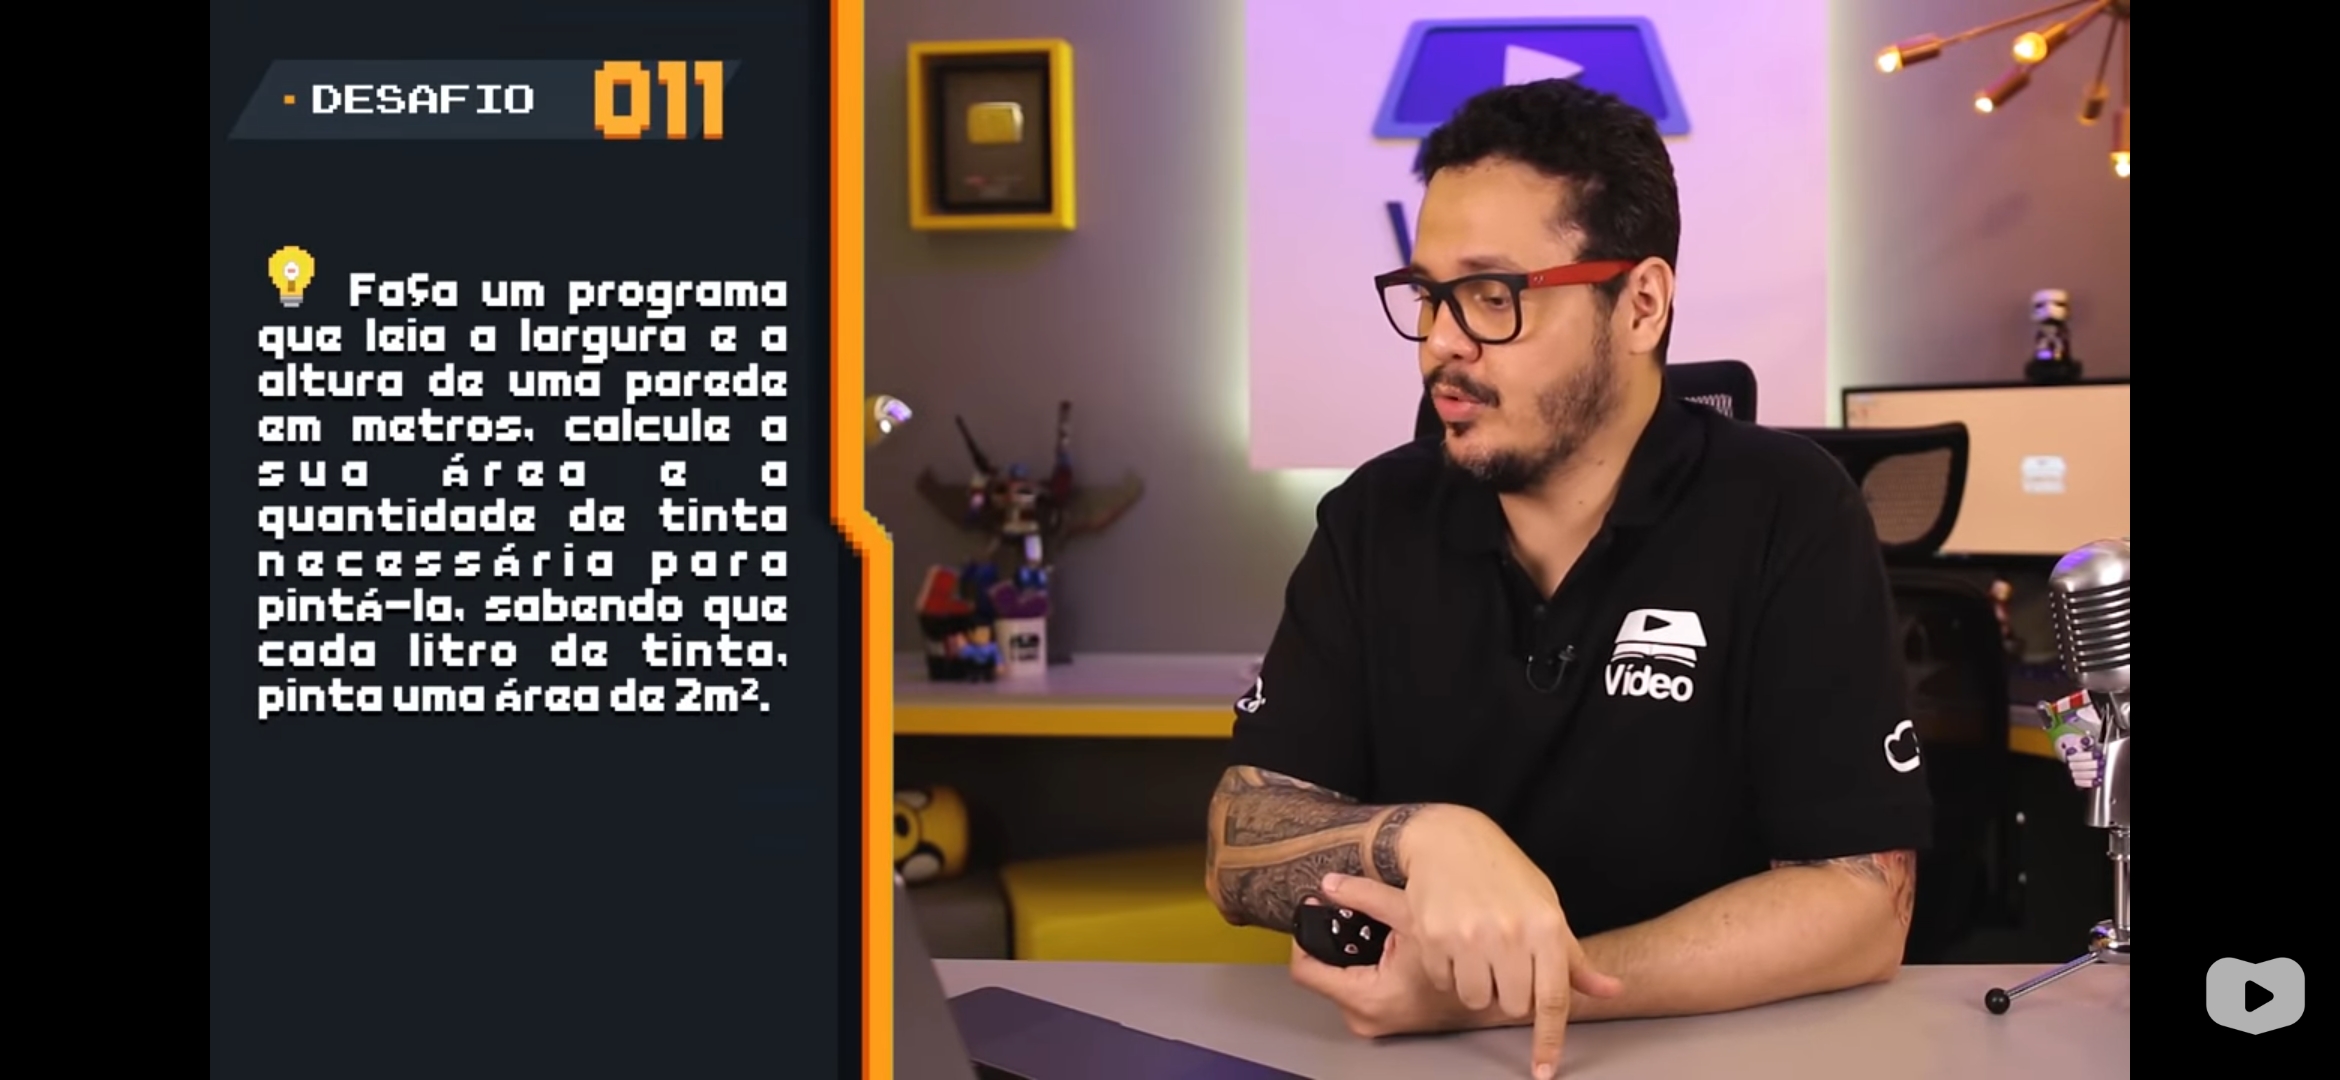 DESAFIO 011
Faça um programa
que leia a largura e a
altura de uma parede
em metros, calcule a
sua área e a
quantidade de tinta
necessária para
pintá-la, sabendo que
cada litro de tinta,
pinta uma área de 2m².
Vídeo